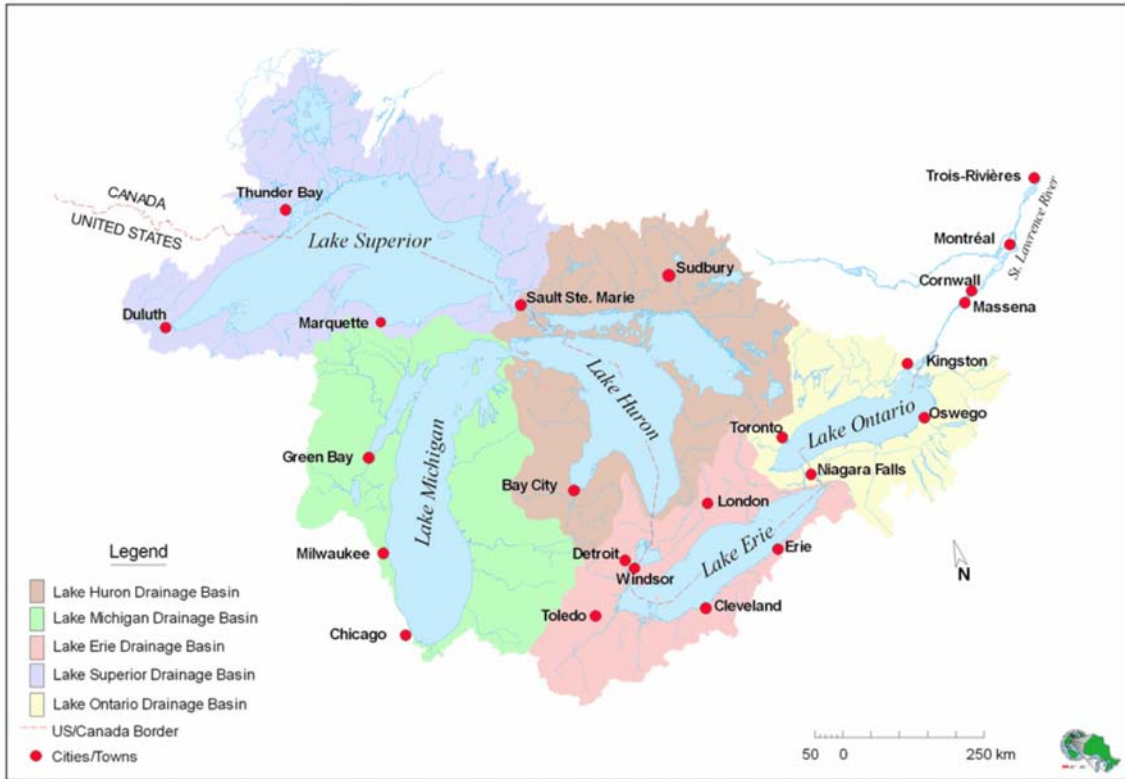 CANADA
UNITED STATES
Thunder Bay
Lake Superior
Duluth
Marquette
Sault Ste. Marie
Sudbury
Trois-Rivières
Montréal
St. Lawrence River
Cornwall
Massena
Kingston
Lake Huron
Lake Michigan
Green Bay
Bay City
Toronto
Lake Ontario
Oswego
Niagara Falls
London
Milwaukee
Detroit
Windsor
Lake Erie
Erie
Toledo
Cleveland
Chicago
N
Legend
Lake Huron Drainage Basin
Lake Michigan Drainage Basin
Lake Erie Drainage Basin
Lake Superior Drainage Basin
Lake Ontario Drainage Basin
US/Canada Border
Cities/Towns
50 0 250 km